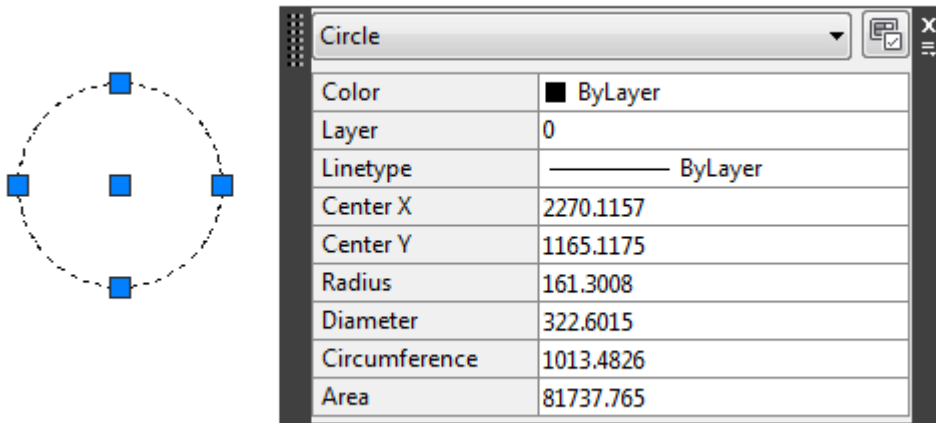 Circle
Color ByLayer
Layer 0
Linetype ByLayer
Center X 2270.1157
Center Y 1165.1175
Radius 161.3008
Diameter 322.6015
Circumference 1013.4826
Area 81737.765